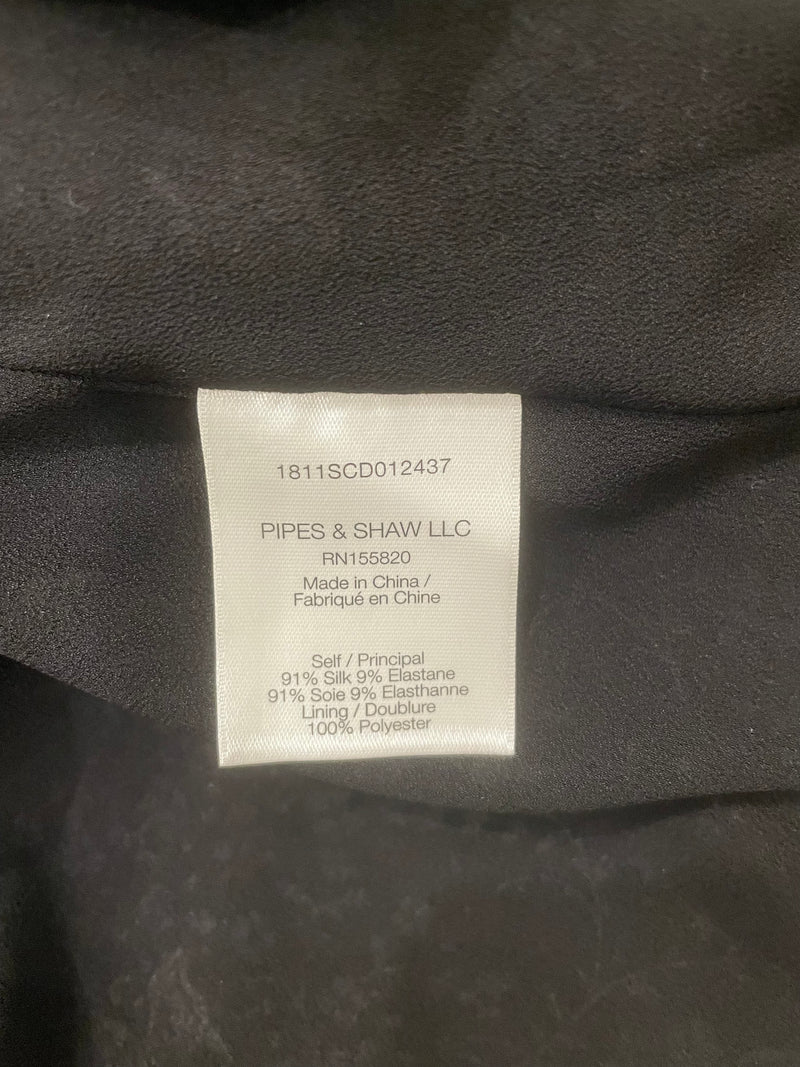 1811SCD012437
PIPES & SHAW LLC
RN155820
Made in China /
Fabriqué en Chine
Self / Principal
91% Silk 9% Elastane
91% Soie 9% Elasthanne
Lining / Doublure
100% Polyester